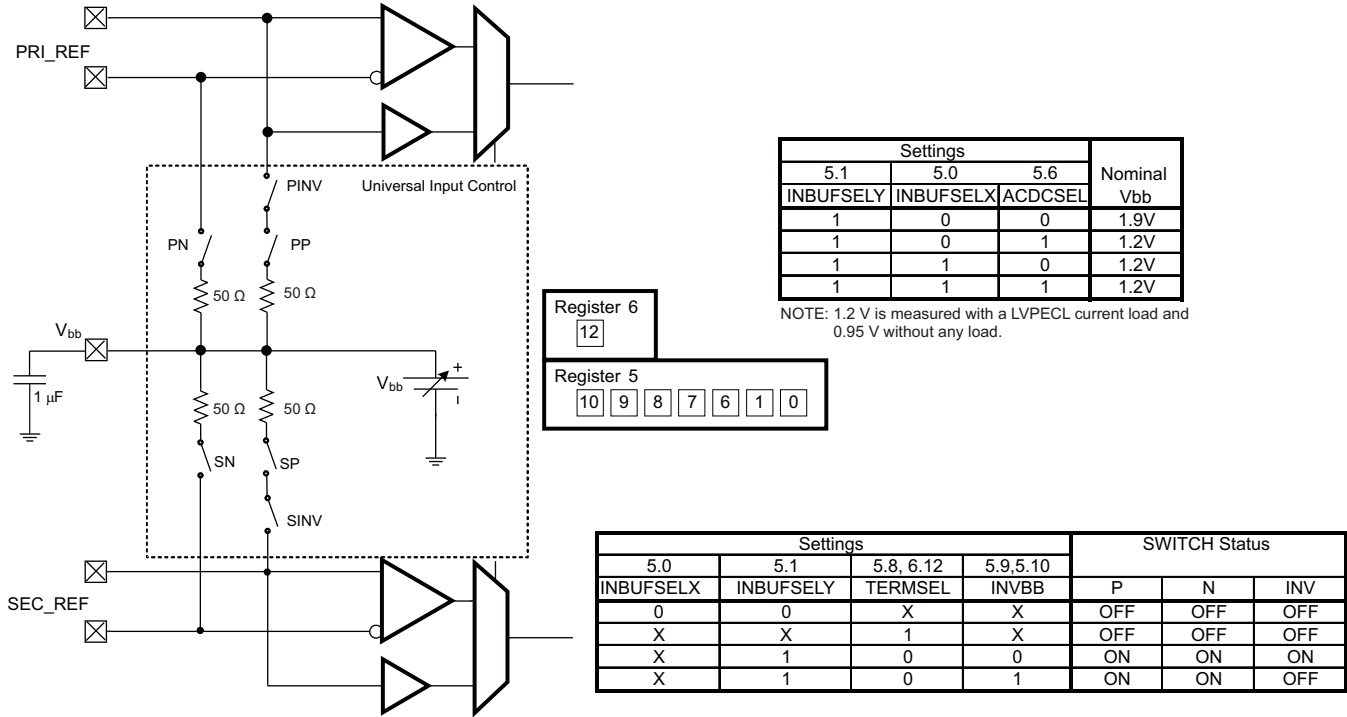 PRI_REF
PINV
Universal Input Control
PN
PP
50 Ω
50 Ω
Vbb
1 µF
Vbb
+
50 Ω
50 Ω
SN
SP
SINV
SEC_REF
Register 6
12
Register 5
10 9 8 7 6 1 0
Settings
5.1 5.0 5.6 Nominal
INBUFSELY INBUFSELX ACDCSEL Vbb
1 0 0 1.9V
1 0 1 1.2V
1 1 0 1.2V
1 1 1 1.2V
NOTE: 1.2 V is measured with a LVPECL current load and
0.95 V without any load.
Settings SWITCH Status
5.0 5.1 5.8, 6.12 5.9,5.10
INBUFSELX INBUFSELY TERMSEL INVBB P N INV
0 0 X X OFF OFF OFF
X X 1 X OFF OFF OFF
X 1 0 0 ON ON ON
X 1 0 1 ON ON OFF